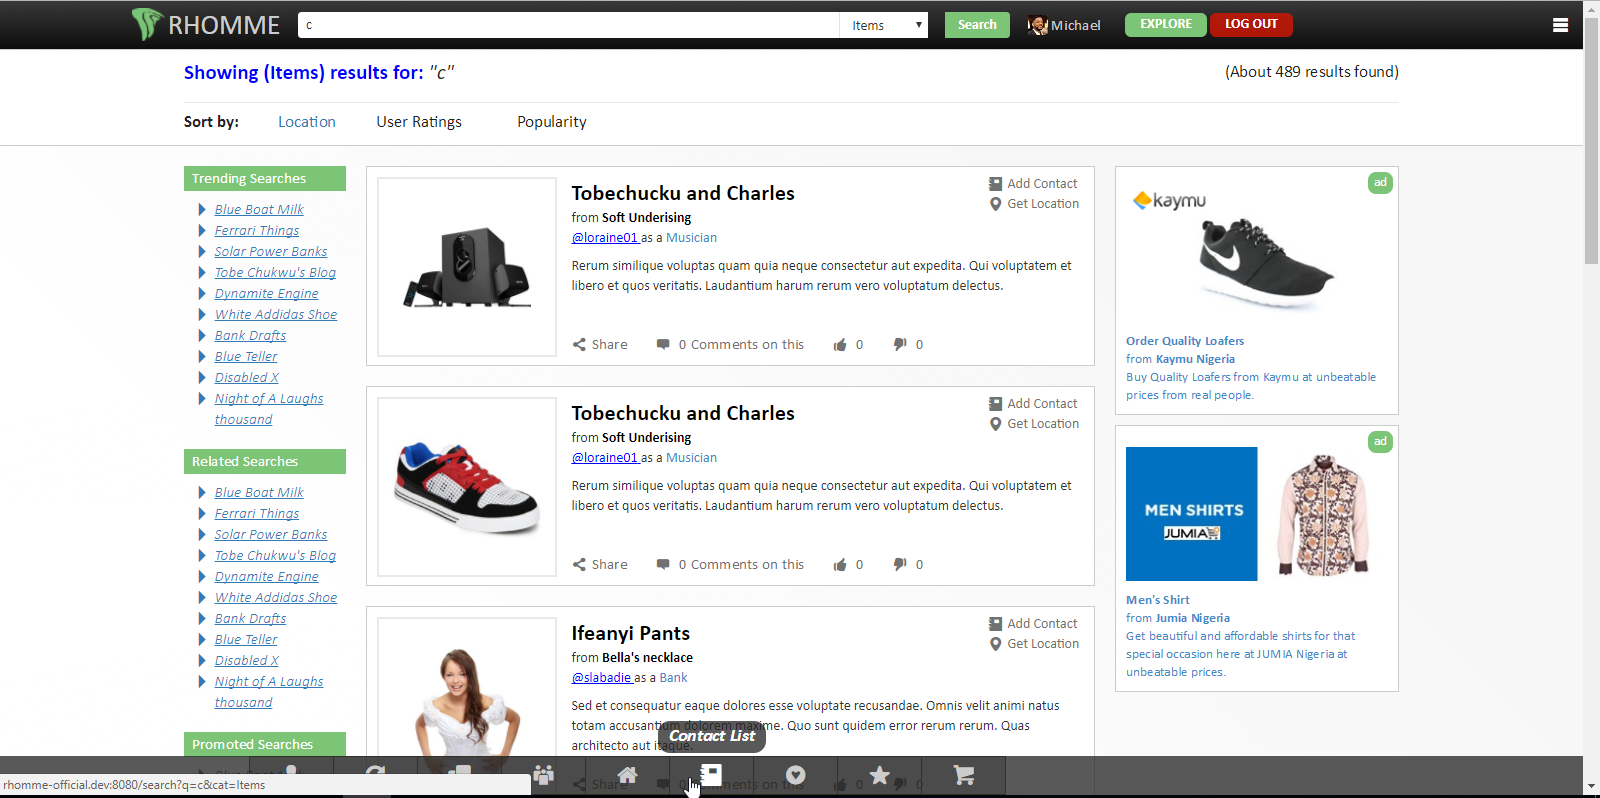 RHOMME
c
Items
Search
Michael
EXPLORE
LOG OUT
Showing (Items) results for: "c"
(About 489 results found)
Sort by:
Location
User Ratings
Popularity
Trending Searches
Blue Boat Milk
Ferrari Things
Solar Power Banks
Tobe Chukwu's Blog
Dynamite Engine
White Addidas Shoe
Bank Drafts
Blue Teller
Disabled X
Night of A Laughs
thousand
Related Searches
Blue Boat Milk
Ferrari Things
Solar Power Banks
Tobe Chukwu's Blog
Dynamite Engine
White Addidas Shoe
Bank Drafts
Blue Teller
Disabled X
Night of A Laughs
thousand
Promoted Searches
Tobechucku and Charles
from Soft Underising
@loraine01 as a Musician
Rerum similique voluptas quam quia neque consectetur aut expedita. Qui voluptatem et
libero et quos veritatis. Laudantium harum rerum vero voluptatum delectus.
Add Contact
Get Location
Share
0 Comments on this
0
0
Tobechucku and Charles
from Soft Underising
@loraine01 as a Musician
Rerum similique voluptas quam quia neque consectetur aut expedita. Qui voluptatem et
libero et quos veritatis. Laudantium harum rerum vero voluptatum delectus.
Add Contact
Get Location
Share
0 Comments on this
0
0
Ifeanyi Pants
from Bella's necklace
@slabadie as a Bank
Sed et consequatur eaque dolores esse voluptate recusandae. Omnis velit animi natus
totam accusantium dolorem maxime. Quo sunt quidem error rerum rerum. Quas
architecto aut itaque.
Add Contact
Get Location
Contact List
Share
0 Comments on this
0
0
ad
kaymu
Order Quality Loafers
from Kaymu Nigeria
Buy Quality Loafers from Kaymu at unbeatable
prices from real people.
ad
MEN SHIRTS
JUMIA
Men's Shirt
from Jumia Nigeria
Get beautiful and affordable shirts for that
special occasion here at JUMIA Nigeria at
unbeatable prices.
rhomme-official.dev:8080/search?q=c&cat=Items